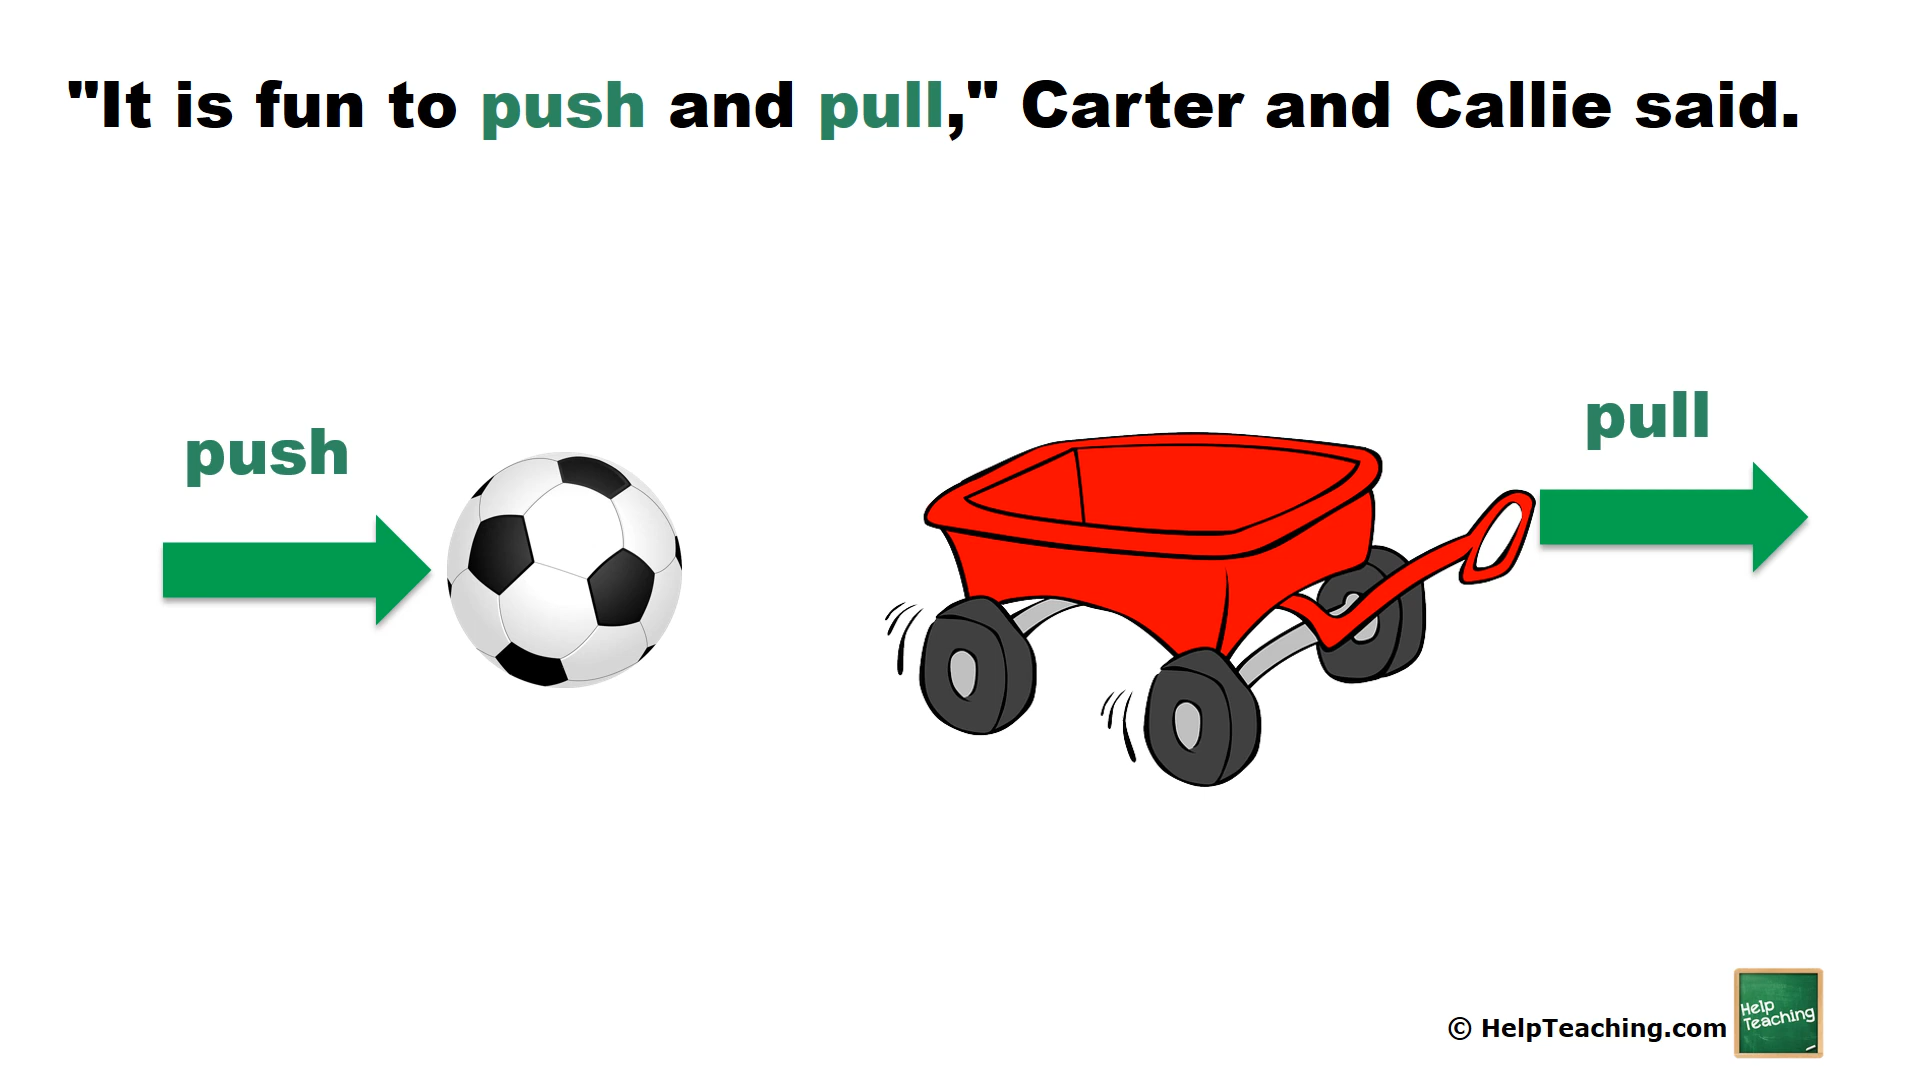 "It is fun to push and pull," Carter and Callie said.
push
pull
© HelpTeaching.com
Help
Teaching